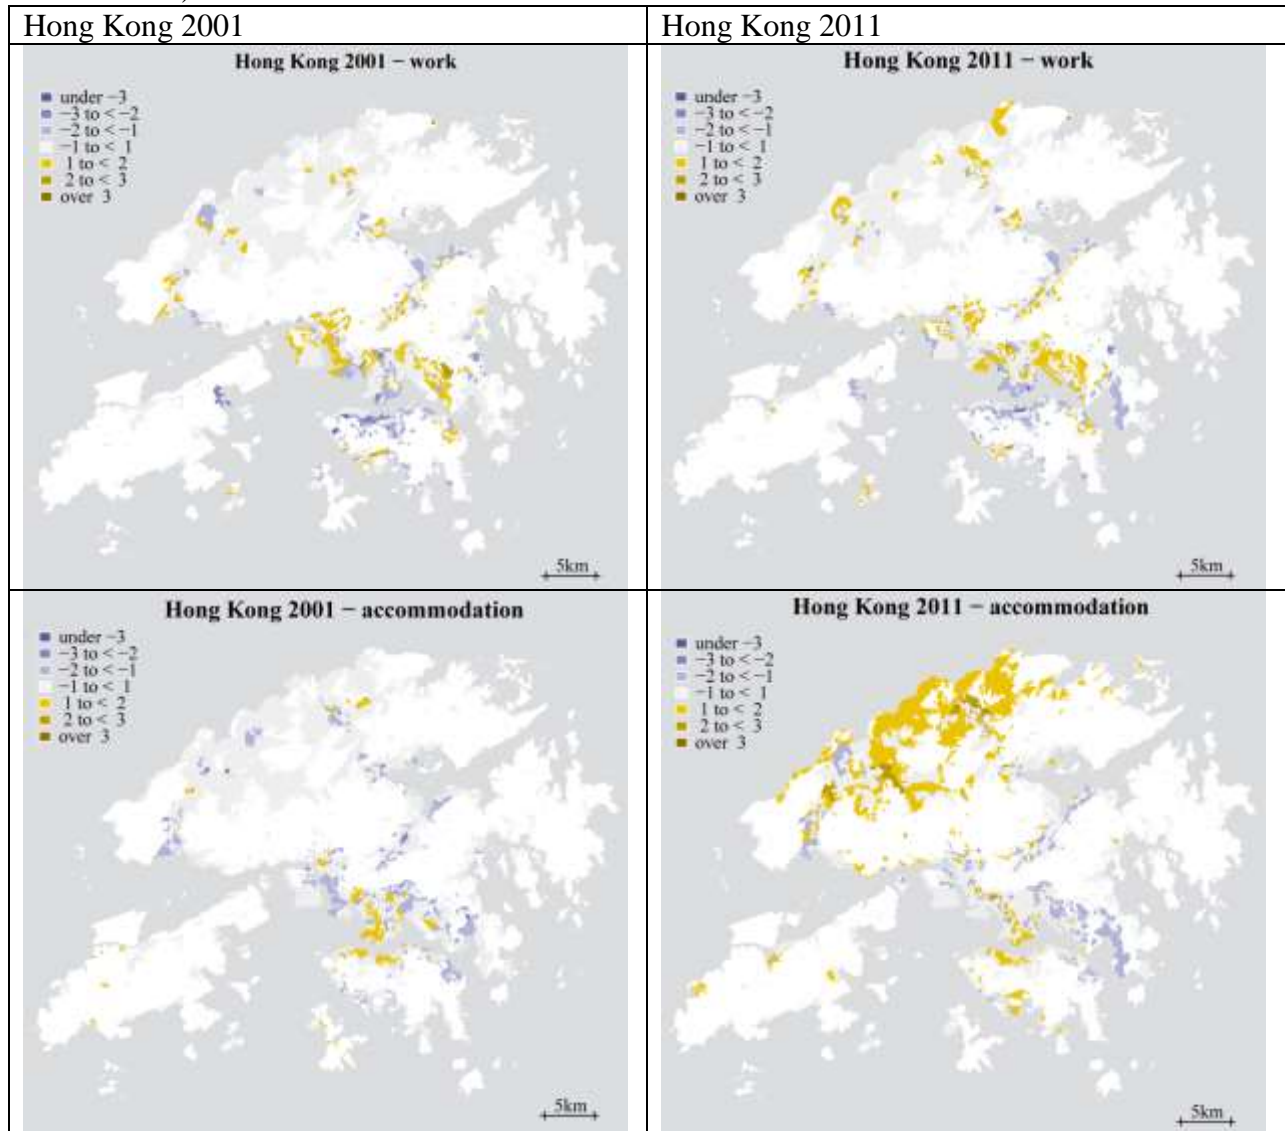 Hong Kong 2001
Hong Kong 2011
Hong Kong 2001 − work
under −3
−3 to < −2
−2 to < −1
−1 to < 1
1 to < 2
2 to < 3
over 3
5km
Hong Kong 2011 − work
under −3
−3 to < −2
−2 to < −1
−1 to < 1
1 to < 2
2 to < 3
over 3
5km
Hong Kong 2001 − accommodation
under −3
−3 to < −2
−2 to < −1
−1 to < 1
1 to < 2
2 to < 3
over 3
5km
Hong Kong 2011 − accommodation
under −3
−3 to < −2
−2 to < −1
−1 to < 1
1 to < 2
2 to < 3
over 3
5km